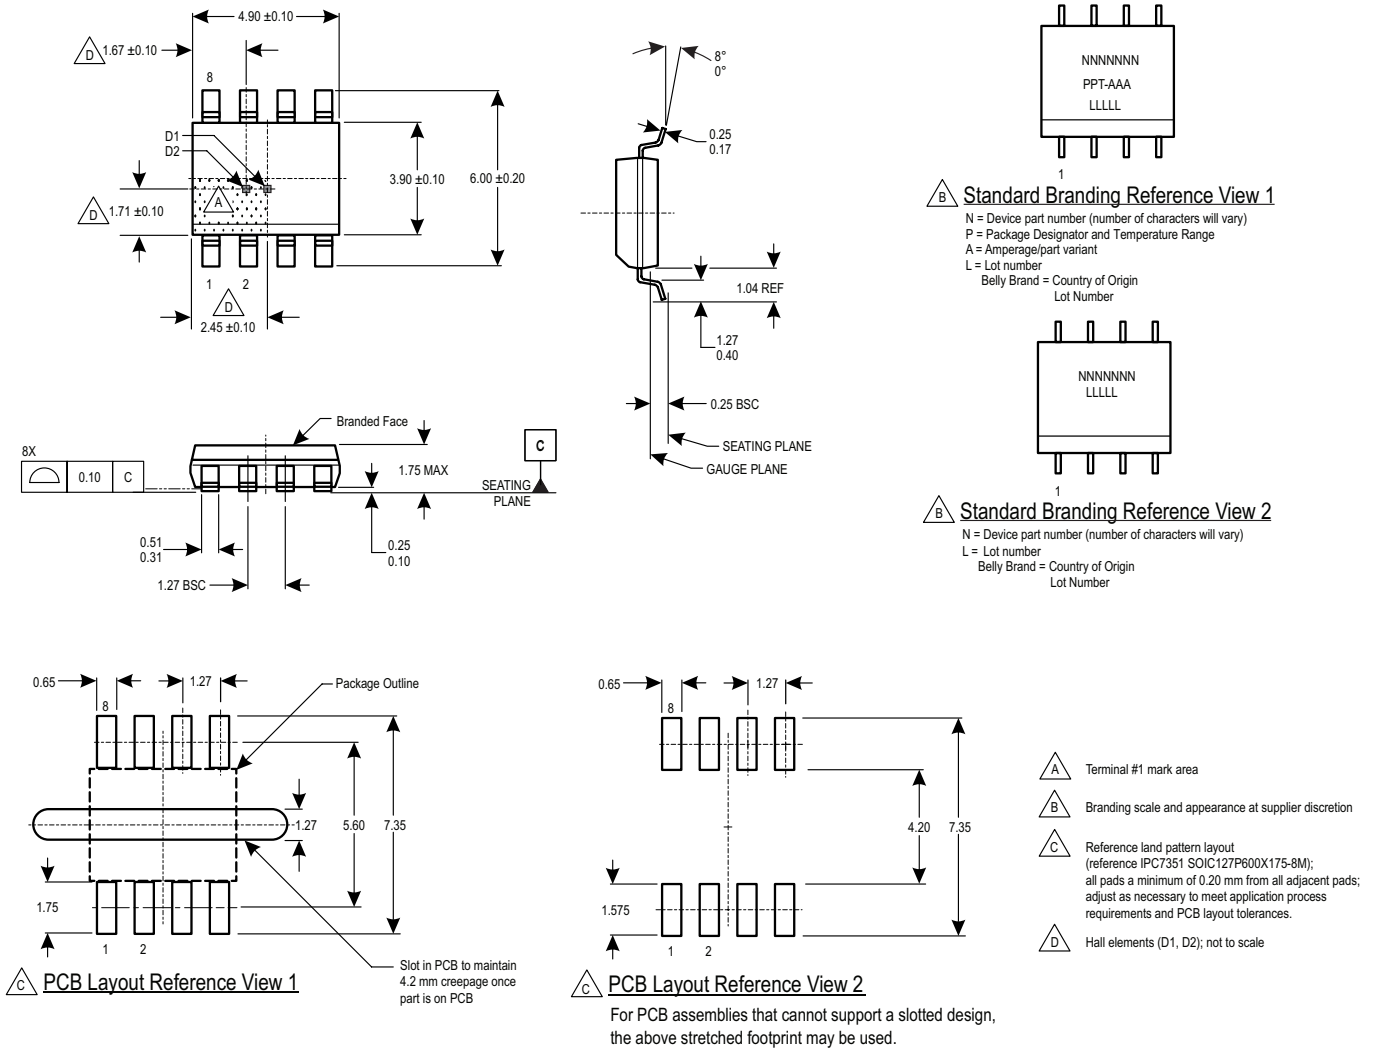 4.90 ±0.10
D 1.67 ±0.10
8
D1
D2
A
D 1.71 ±0.10
3.90 ±0.10
6.00 ±0.20
1 2
D
2.45 ±0.10
8°
0°
0.25
0.17
1.04 REF
1.27
0.40
0.25 BSC
SEATING PLANE
GAUGE PLANE
NNNNNNN
PPT-AAA
LLLLL
1
B Standard Branding Reference View 1
N = Device part number (number of characters will vary)
P = Package Designator and Temperature Range
A = Amperage/part variant
L = Lot number
Belly Brand = Country of Origin
Lot Number
NNNNNNN
LLLLL
1
B Standard Branding Reference View 2
N = Device part number (number of characters will vary)
L = Lot number
Belly Brand = Country of Origin
Lot Number
Branded Face
8X
0.10 C
1.75 MAX
C
SEATING
PLANE
0.51
0.31
0.25
0.10
1.27 BSC
0.65
1.27
Package Outline
8
1.27
5.60
7.35
1.75
1 2
Slot in PCB to maintain
4.2 mm creepage once
part is on PCB
C PCB Layout Reference View 1
0.65
1.27
8
4.20
7.35
1.575
1 2
C PCB Layout Reference View 2
For PCB assemblies that cannot support a slotted design,
the above stretched footprint may be used.
A Terminal #1 mark area
B Branding scale and appearance at supplier discretion
C Reference land pattern layout
(reference IPC7351 SOIC127P600X175-8M);
all pads a minimum of 0.20 mm from all adjacent pads;
adjust as necessary to meet application process
requirements and PCB layout tolerances.
D Hall elements (D1, D2); not to scale